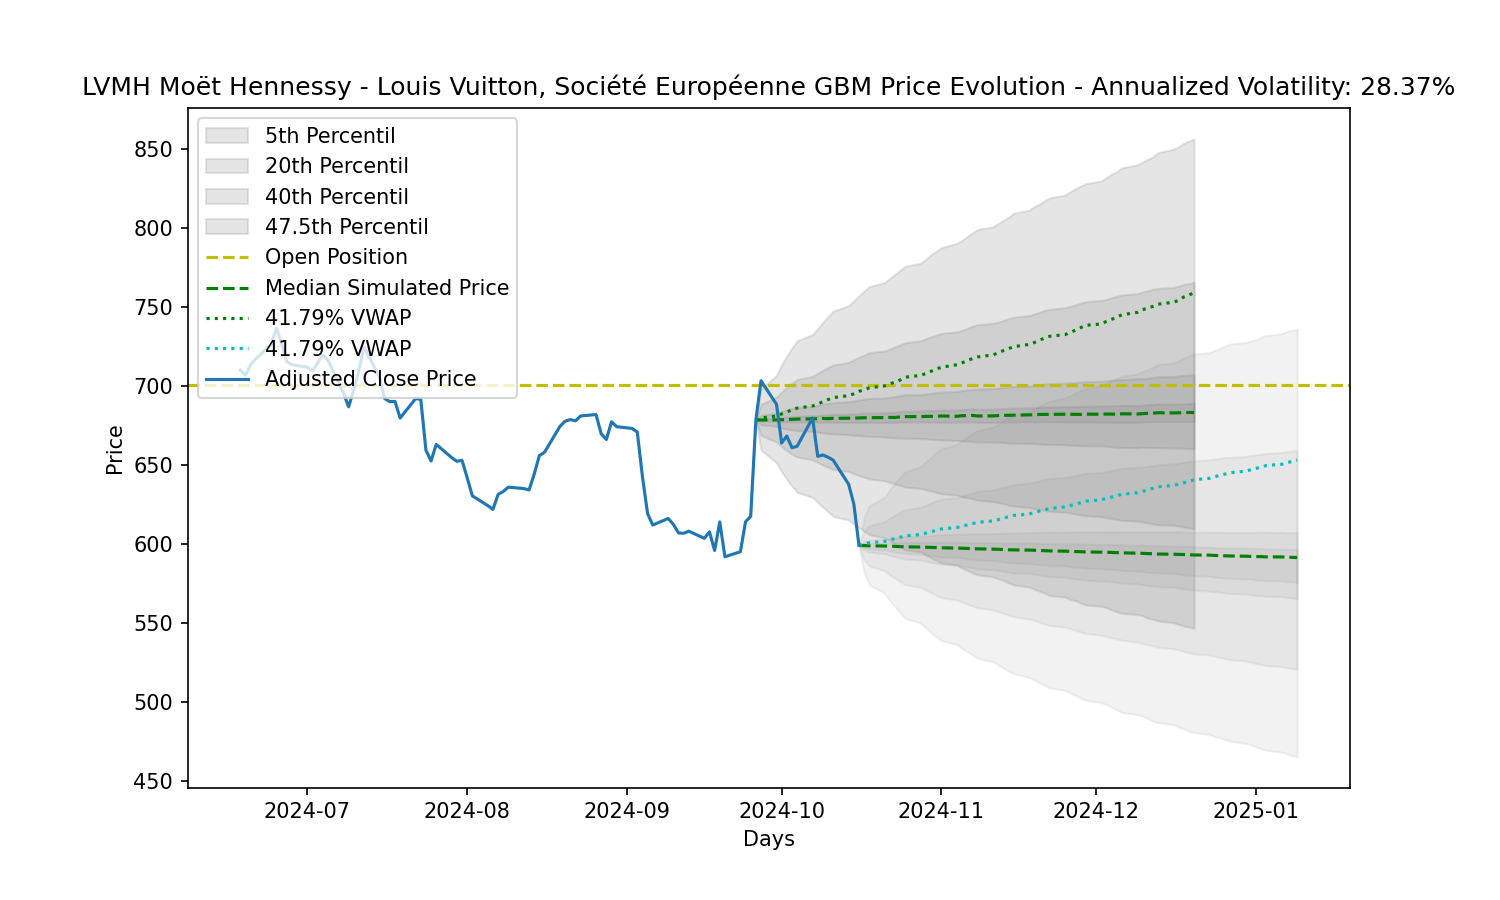 LVMH Moët Hennessy - Louis Vuitton, Société Européenne GBM Price Evolution - Annualized Volatility: 28.37%
5th Percentil
20th Percentil
40th Percentil
47.5th Percentil
Open Position
Median Simulated Price
41.79% VWAP
41.79% VWAP
Adjusted Close Price
850
800
750
700
650
600
550
500
450
Price
2024-07
2024-08
2024-09
2024-10
2024-11
2024-12
2025-01
Days